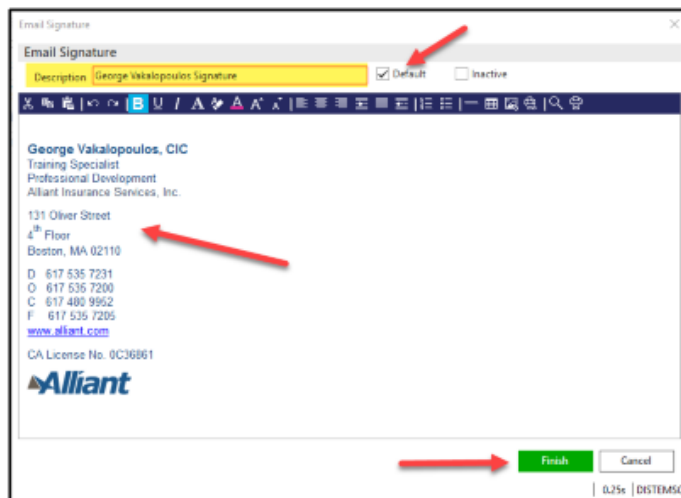 Email Signature
Email Signature
Description George Vakalopoulos Signature Default Inactive
B U I A A A A
George Vakalopoulos, CIC
Training Specialist
Professional Development
Alliant Insurance Services, Inc.
131 Oliver Street
4th Floor
Boston, MA 02110
D 617 535 7231
O 617 535 7200
C 617 480 9952
F 617 535 7205
www.alliant.com
CA License No. 0C36861
Alliant
Finish Cancel
0.25s DISTEMSO